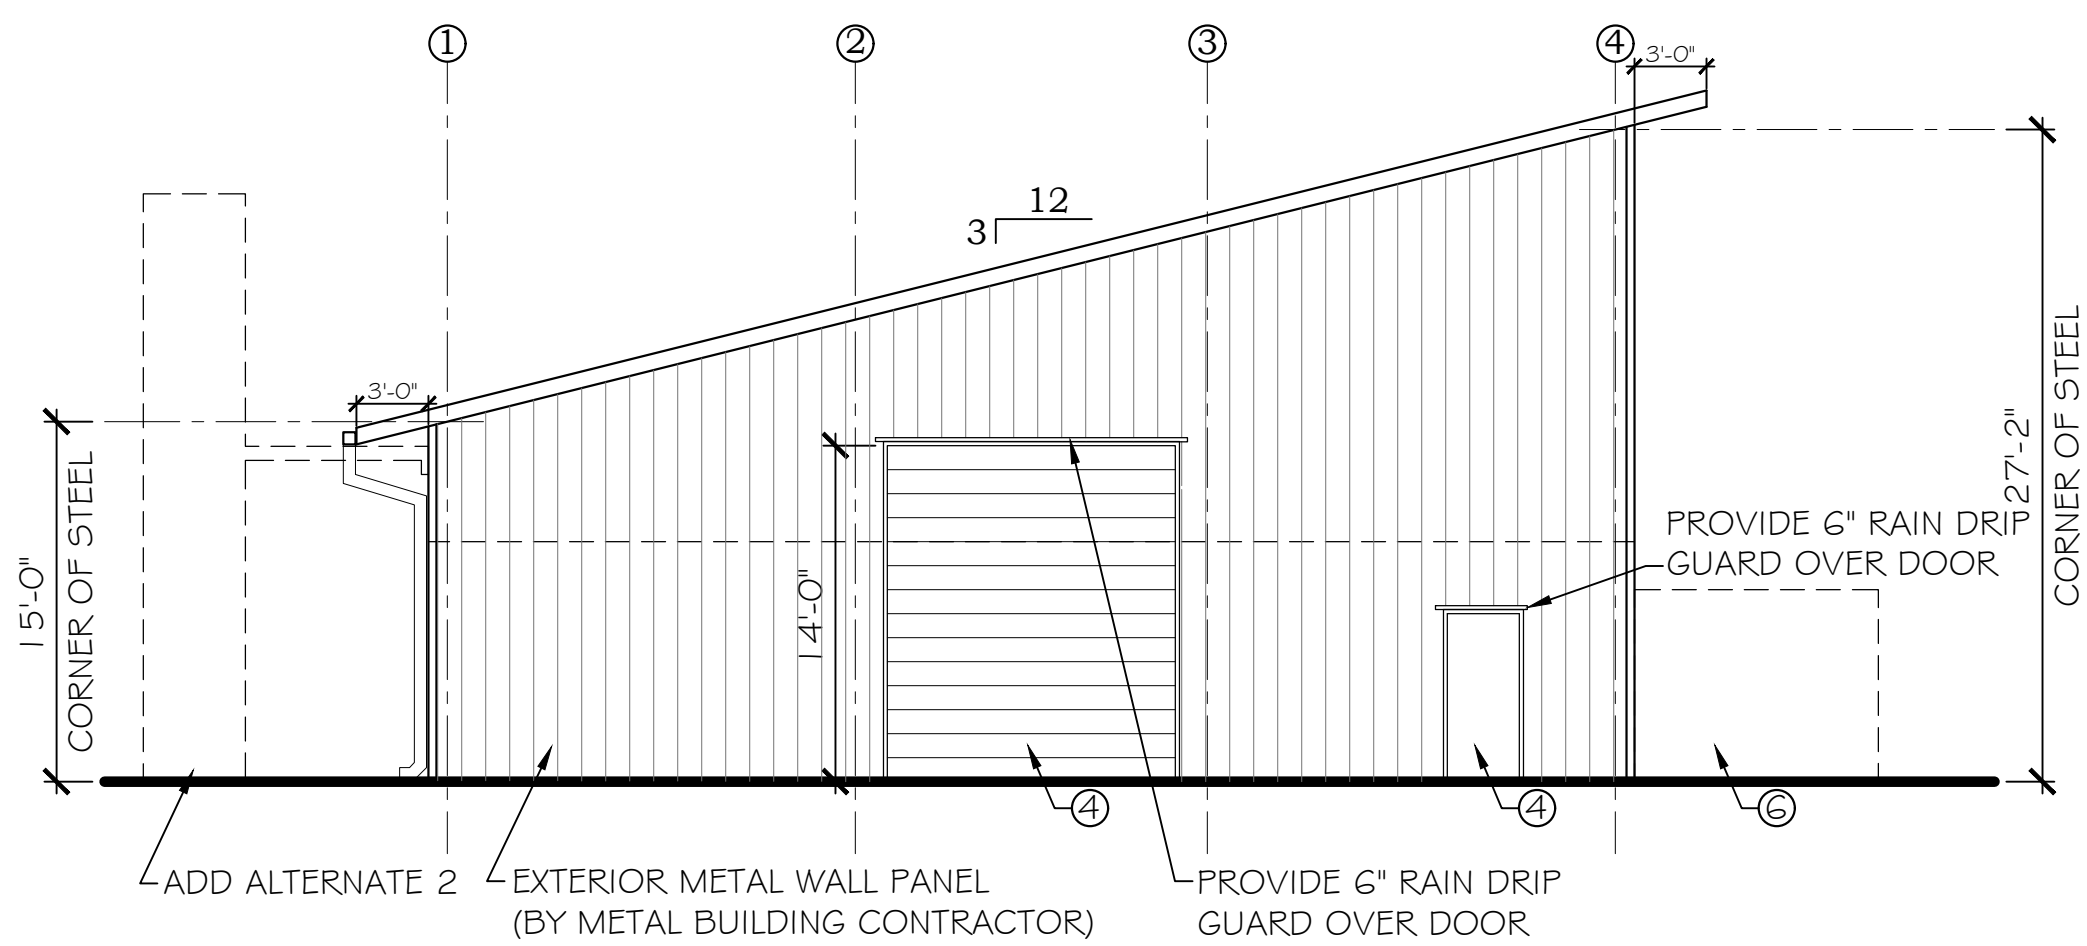 1
2
3
4
3'-0"
12
3
3'-0"
15'-0"
CORNER OF STEEL
14'-0"
27'-2"
CORNER OF STEEL
PROVIDE 6" RAIN DRIP
GUARD OVER DOOR
4
4
6
ADD ALTERNATE 2
EXTERIOR METAL WALL PANEL
(BY METAL BUILDING CONTRACTOR)
PROVIDE 6" RAIN DRIP
GUARD OVER DOOR